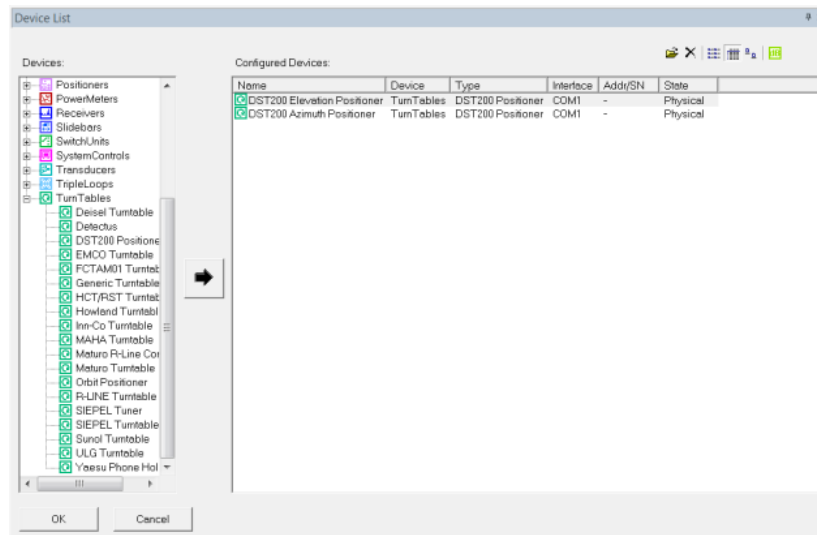 Device List
Devices:
Configured Devices:
Positioners
PowerMeters
Receivers
Slidebars
SwitchUnits
SystemControls
Transducers
TripleLoops
TurnTables
Deisel Turntable
Detectus
DST200 Positione
EMCO Turntable
FCTAM01 Turntab
Generic Turntable
HCT/RST Turntab
Howland Turntabl
Inn-Co Turntable
MAHA Turntable
Maturo R-Line Cor
Maturo Turntable
Orbit Positioner
R-LINE Turntable
SIEPEL Tuner
SIEPEL Turntable
Sunol Turntable
ULG Turntable
Yaesu Phone Hol
Name Device Type Interface Addr/SN State
DST200 Elevation Positioner TurnTables DST200 Positioner COM1 - Physical
DST200 Azimuth Positioner TurnTables DST200 Positioner COM1 - Physical
OK Cancel